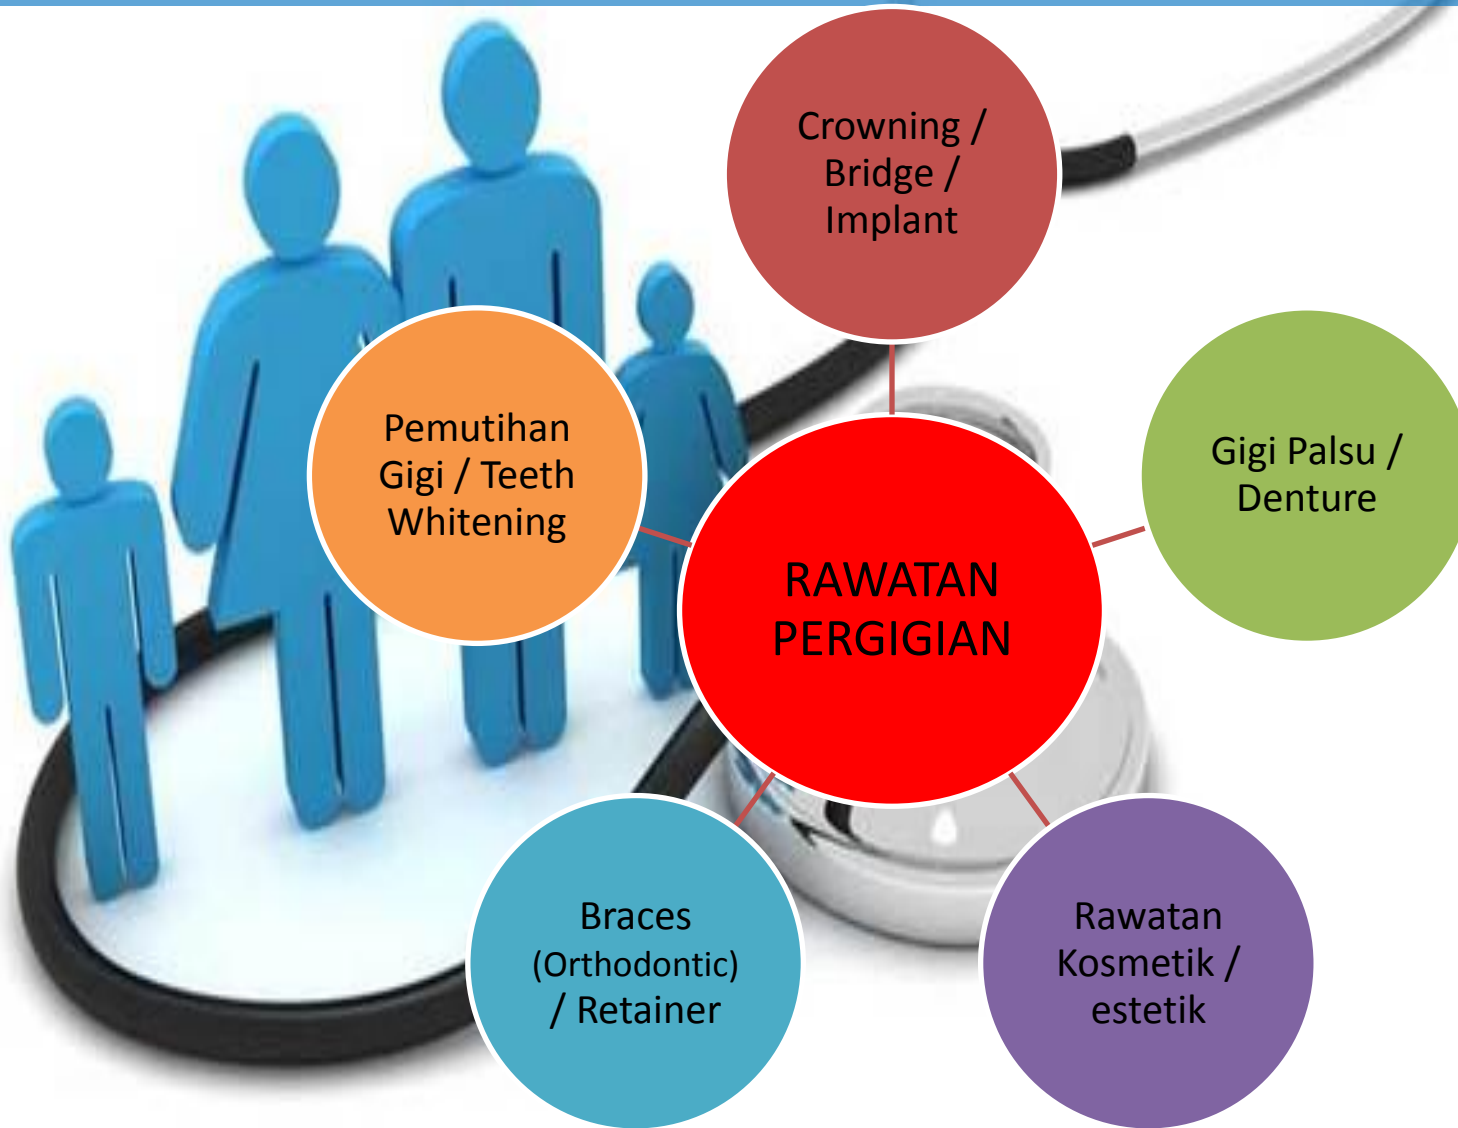 Crowning /
Bridge /
Implant
Pemutihan
Gigi / Teeth
Whitening
Gigi Palsu /
Denture
RAWATAN
PERGIGIAN
Braces
(Orthodontic)
/ Retainer
Rawatan
Kosmetik /
estetik